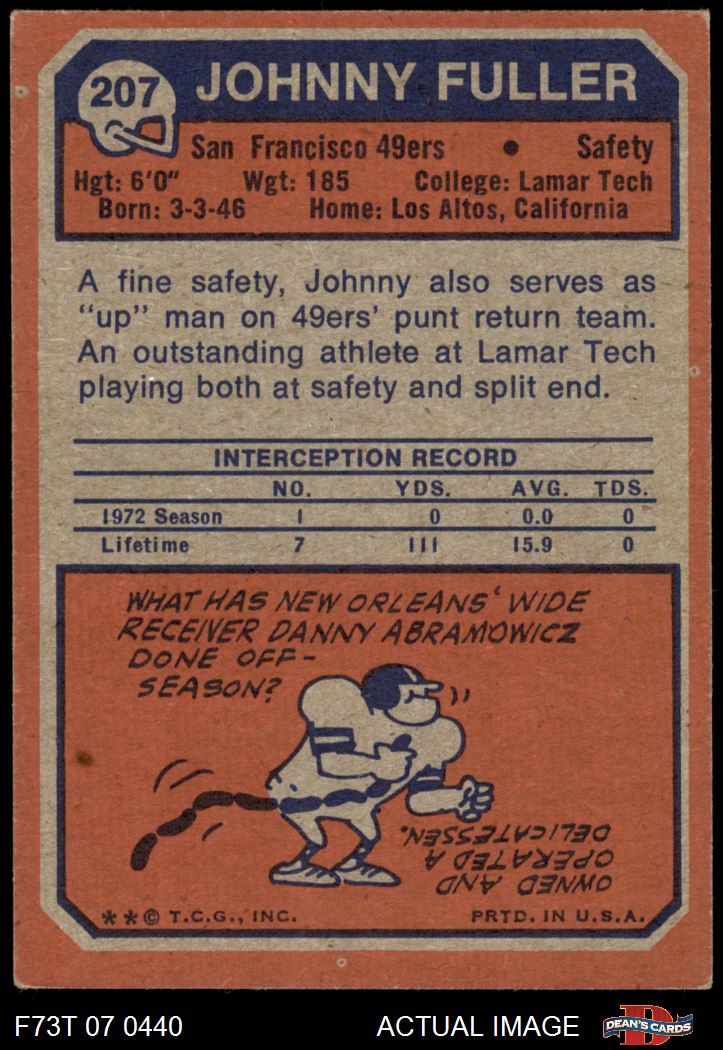 207
JOHNNY FULLER
San Francisco 49ers • Safety
Hgt: 6'0" Wgt: 185 College: Lamar Tech
Born: 3-3-46 Home: Los Altos, California
A fine safety, Johnny also serves as
"up" man on 49ers' punt return team.
An outstanding athlete at Lamar Tech
playing both at safety and split end.
INTERCEPTION RECORD
NO. YDS. AVG. TDS.
1972 Season 1 0 0.0 0
Lifetime 7 111 15.9 0
WHAT HAS NEW ORLEANS' WIDE
RECEIVER DANNY ABRAMOWICZ
DONE OFF-
SEASON?
OWNED AND
OPERATED A
DELICATESSEN.
**© T.C.G., INC. PRTD. IN U.S.A.
F73T 07 0440 ACTUAL IMAGE D DEAN'S CARDS